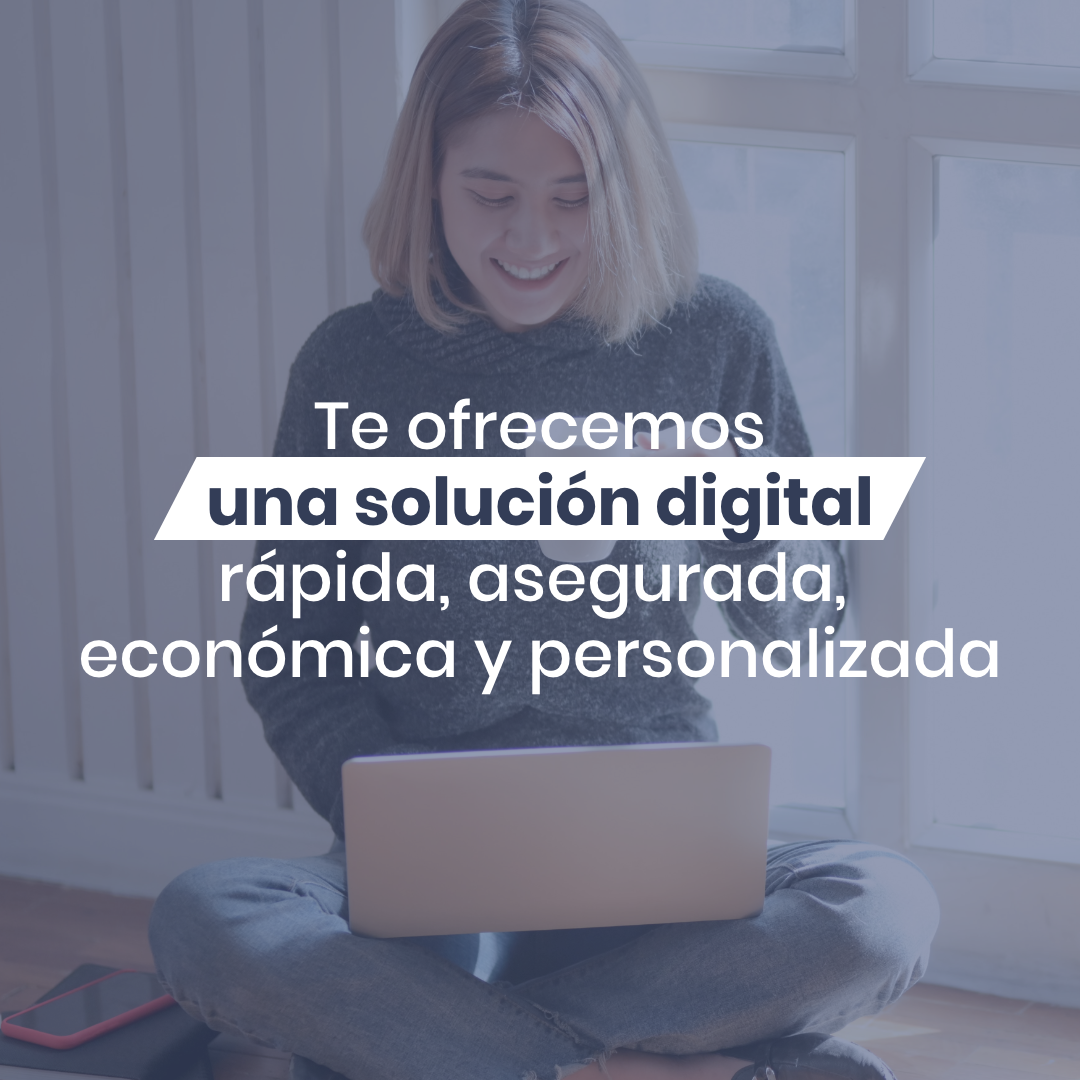 Te ofrecemos
una solución digital
rápida, asegurada,
económica y personalizada